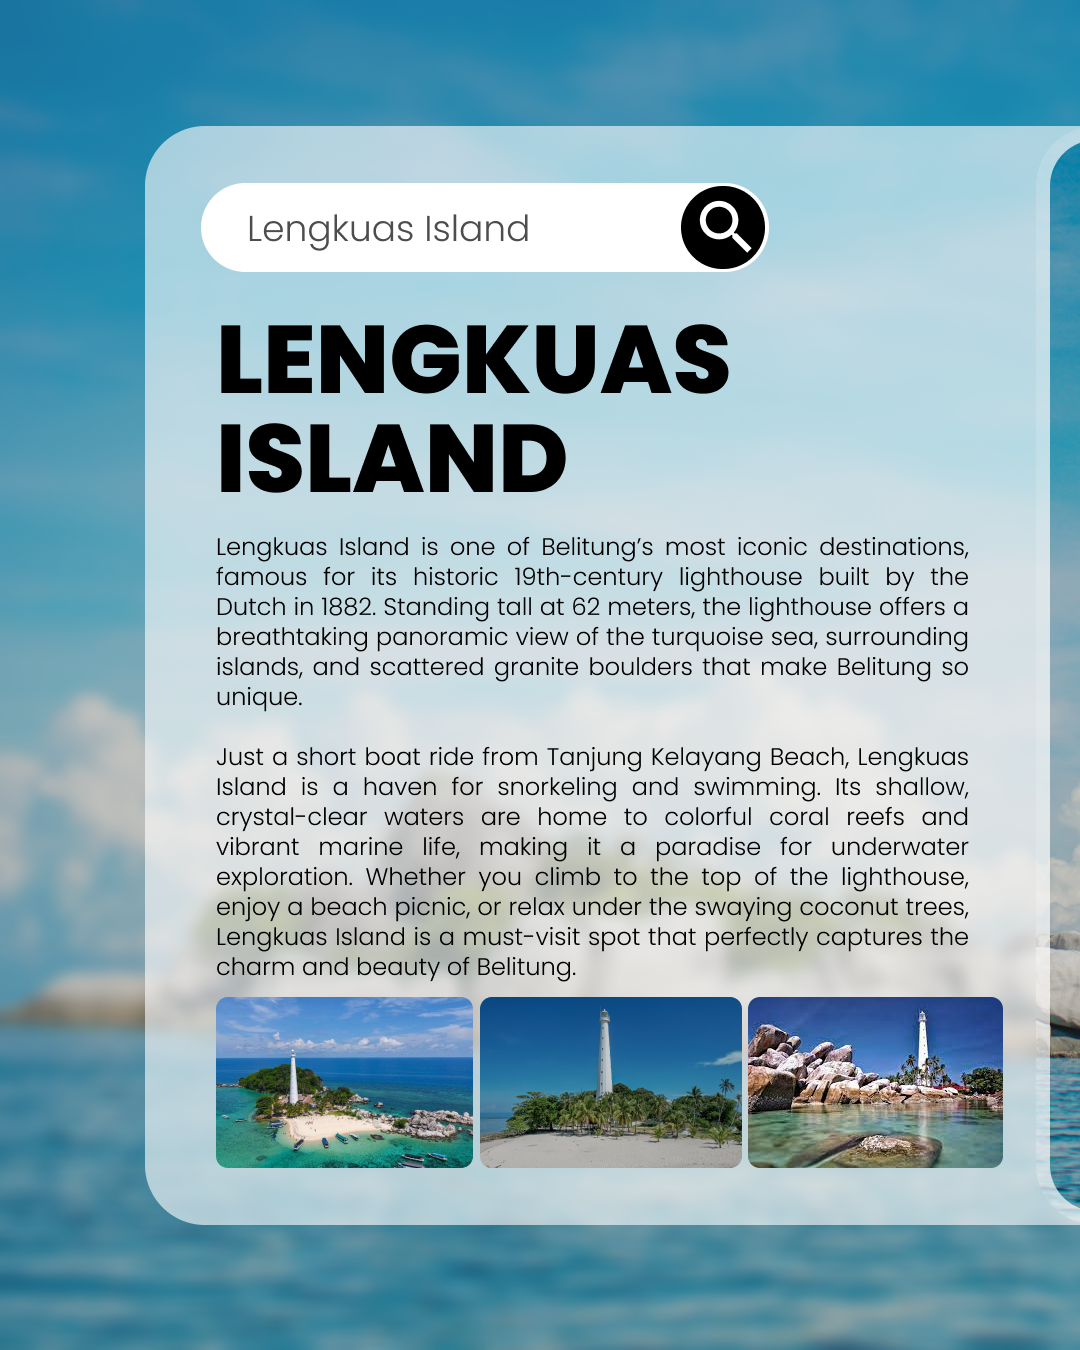 Lengkuas Island
LENGKUAS
ISLAND
Lengkuas Island is one of Belitung’s most iconic destinations,
famous for its historic 19th-century lighthouse built by the
Dutch in 1882. Standing tall at 62 meters, the lighthouse offers a
breathtaking panoramic view of the turquoise sea, surrounding
islands, and scattered granite boulders that make Belitung so
unique.
Just a short boat ride from Tanjung Kelayang Beach, Lengkuas
Island is a haven for snorkeling and swimming. Its shallow,
crystal-clear waters are home to colorful coral reefs and
vibrant marine life, making it a paradise for underwater
exploration. Whether you climb to the top of the lighthouse,
enjoy a beach picnic, or relax under the swaying coconut trees,
Lengkuas Island is a must-visit spot that perfectly captures the
charm and beauty of Belitung.